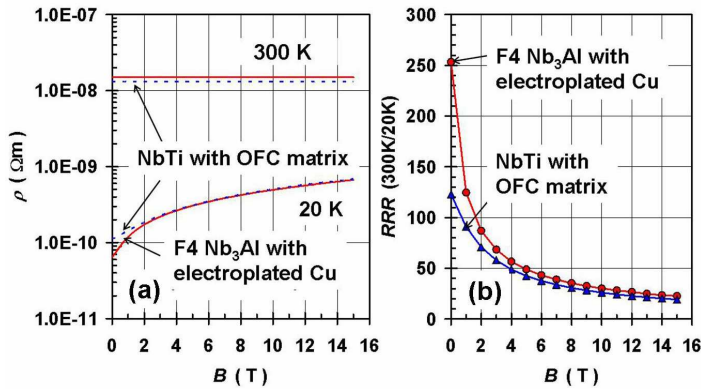 1.0E-07
1.0E-08
1.0E-09
1.0E-10
1.0E-11
ρ (Ωm)
300 K
NbTi with OFC matrix
20 K
F4 Nb₃Al with
electroplated Cu
(a)
0 2 4 6 8 10 12 14 16
B ( T )
300
250
200
150
100
50
0
RRR (300K/20K)
F4 Nb₃Al with
electroplated Cu
NbTi with
OFC matrix
(b)
0 2 4 6 8 10 12 14 16
B ( T )